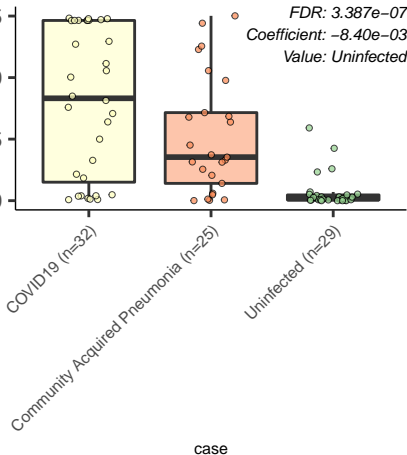 FDR: 3.387e−07
Coefficient: −8.40e−03
Value: Uninfected
COVID19 (n=32)
Community Acquired Pneumonia (n=25)
Uninfected (n=29)
case